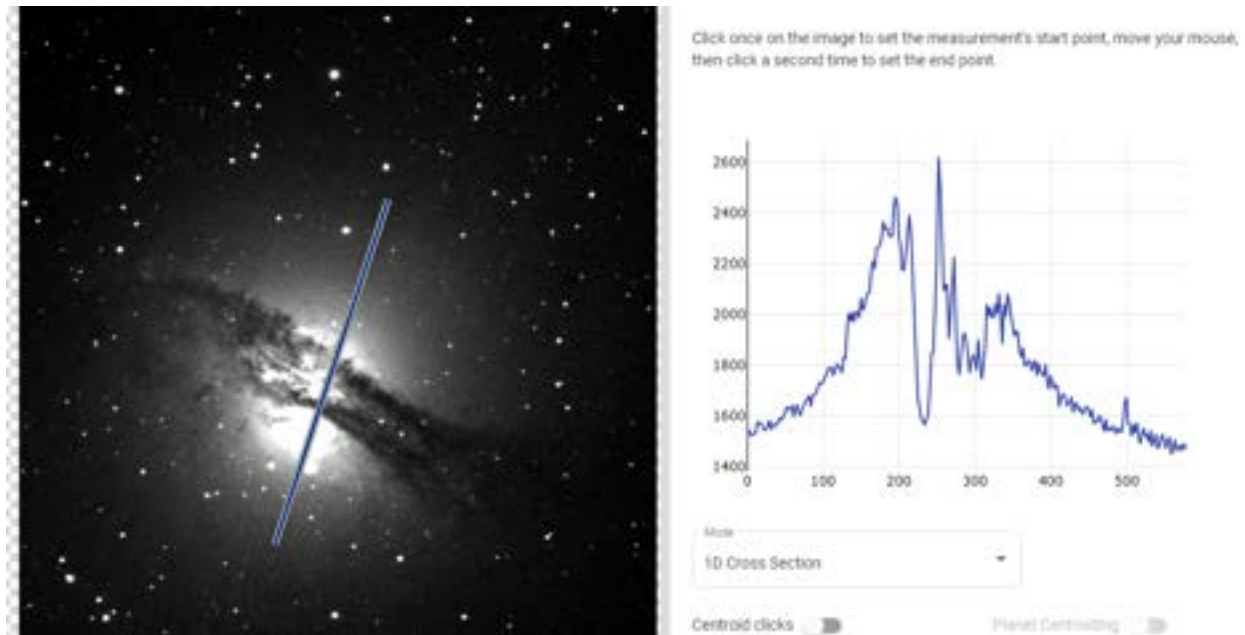 Click once on the image to set the measurement's start point, move your mouse,
then click a second time to set the end point
2600
2400
2200
2000
1800
1600
1400
0 100 200 300 400 500
Mode
1D Cross Section
Centroid clicks
Planet Centroiding